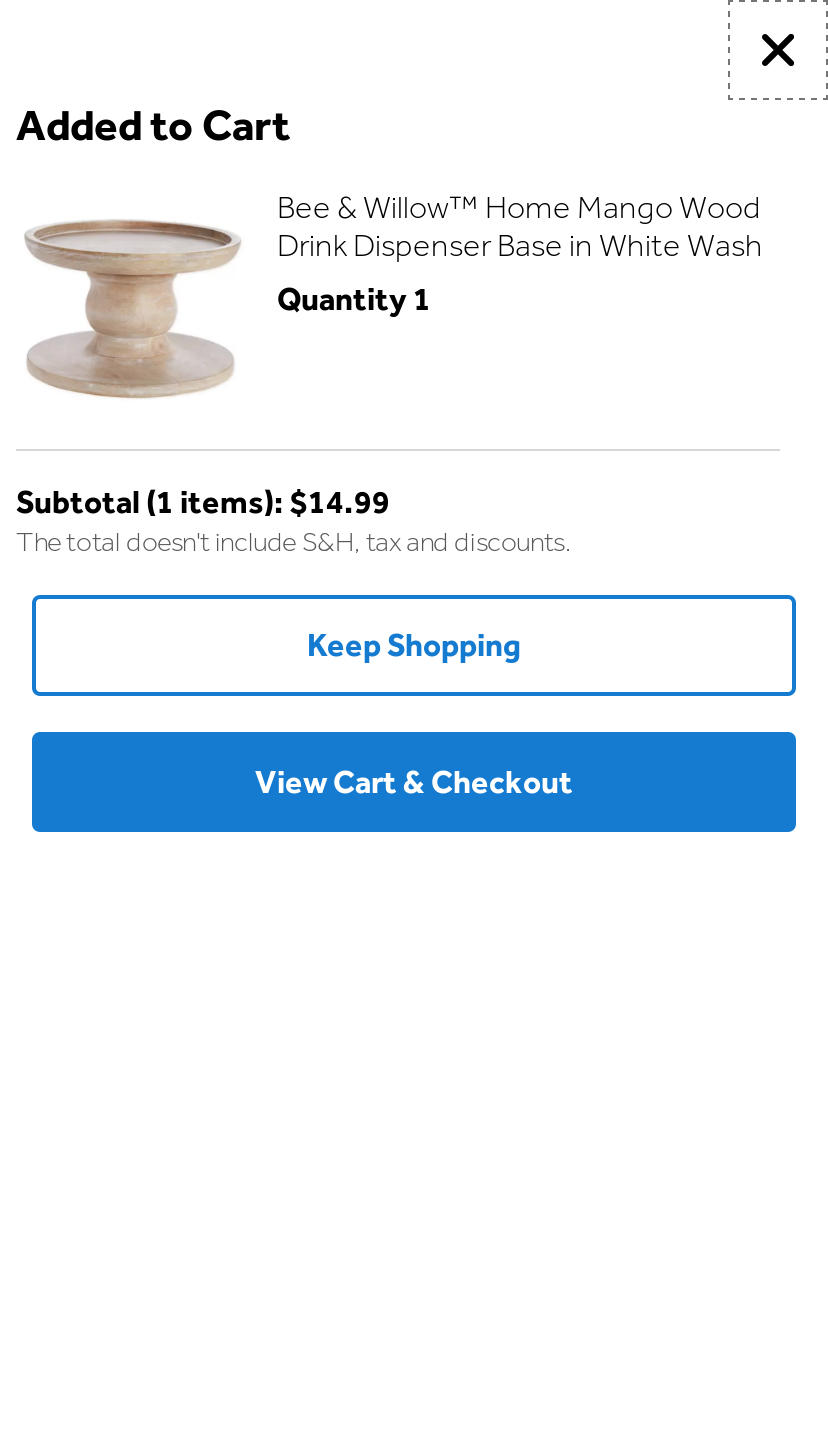 Added to Cart
Bee & Willow™ Home Mango Wood
Drink Dispenser Base in White Wash
Quantity 1
Subtotal (1 items): $14.99
The total doesn't include S&H, tax and discounts.
Keep Shopping
View Cart & Checkout